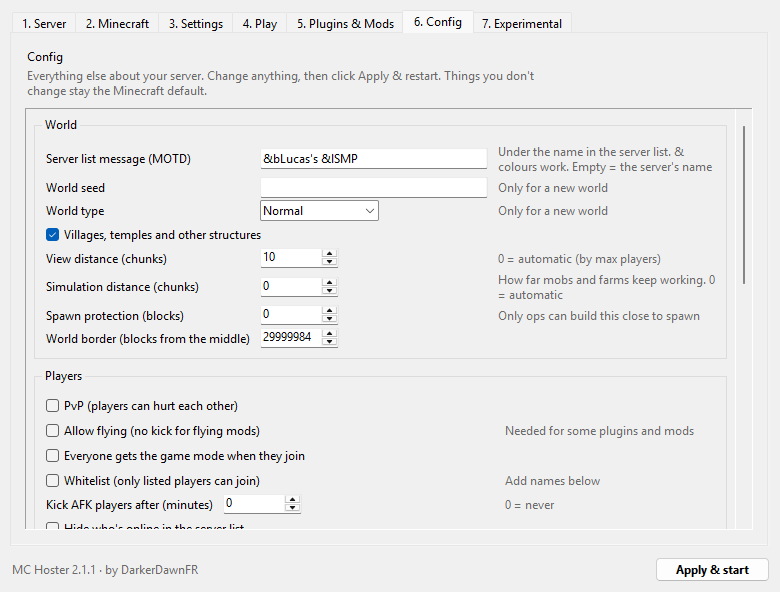 1. Server
2. Minecraft
3. Settings
4. Play
5. Plugins & Mods
6. Config
7. Experimental
Config
Everything else about your server. Change anything, then click Apply & restart. Things you don't
change stay the Minecraft default.
World
Server list message (MOTD)
&bLucas's &lSMP
Under the name in the server list. &
colours work. Empty = the server's name
World seed
Only for a new world
World type
Normal
Only for a new world
Villages, temples and other structures
View distance (chunks)
10
0 = automatic (by max players)
Simulation distance (chunks)
0
How far mobs and farms keep working. 0
= automatic
Spawn protection (blocks)
0
Only ops can build this close to spawn
World border (blocks from the middle)
29999984
Players
PvP (players can hurt each other)
Allow flying (no kick for flying mods)
Needed for some plugins and mods
Everyone gets the game mode when they join
Whitelist (only listed players can join)
Add names below
Kick AFK players after (minutes)
0
0 = never
Hide who's online in the server list
MC Hoster 2.1.1 · by DarkerDawnFR
Apply & start